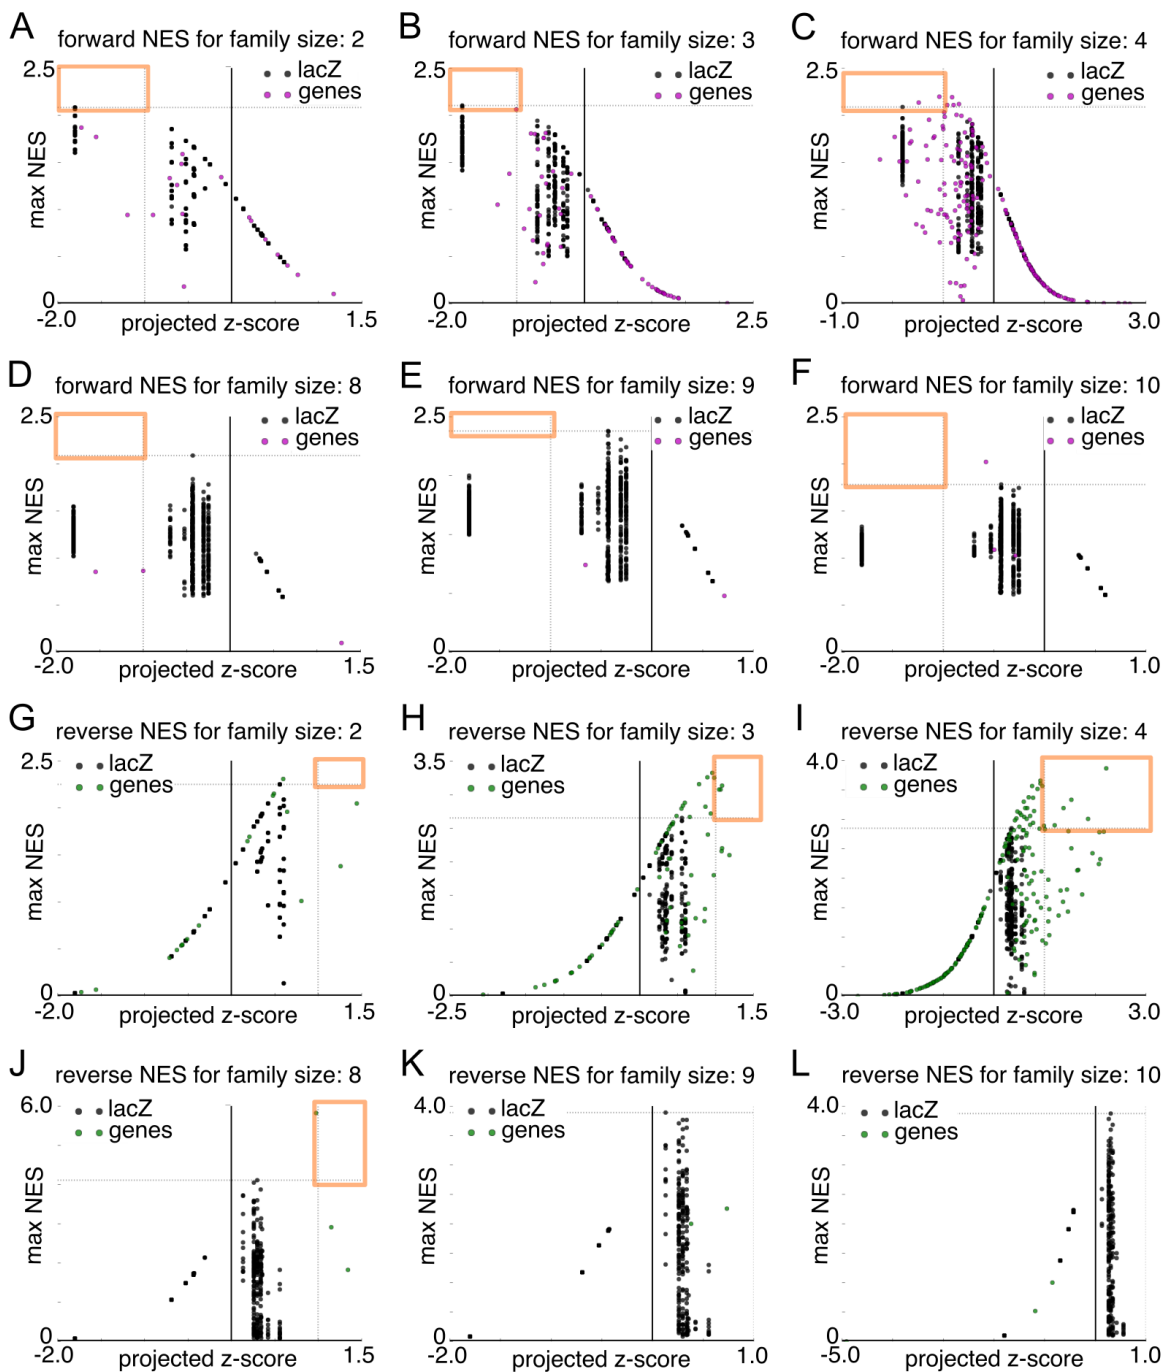 A
forward NES for family size: 2
2.5
lacZ
genes
max NES
0
-2.0
projected z-score
1.5
B
forward NES for family size: 3
2.5
lacZ
genes
max NES
0
-2.0
projected z-score
2.5
C
forward NES for family size: 4
2.5
lacZ
genes
max NES
0
-1.0
projected z-score
3.0
D
forward NES for family size: 8
2.5
lacZ
genes
max NES
0
-2.0
projected z-score
1.5
E
forward NES for family size: 9
2.5
lacZ
genes
max NES
0
-2.0
projected z-score
1.0
F
forward NES for family size: 10
2.5
lacZ
genes
max NES
0
-2.0
projected z-score
1.0
G
reverse NES for family size: 2
2.5
lacZ
genes
max NES
0
-2.0
projected z-score
1.5
H
reverse NES for family size: 3
3.5
lacZ
genes
max NES
0
-2.5
projected z-score
1.5
I
reverse NES for family size: 4
4.0
lacZ
genes
max NES
0
-3.0
projected z-score
3.0
J
reverse NES for family size: 8
6.0
lacZ
genes
max NES
0
-2.0
projected z-score
1.5
K
reverse NES for family size: 9
4.0
lacZ
genes
max NES
0
-2.0
projected z-score
1.0
L
reverse NES for family size: 10
4.0
lacZ
genes
max NES
0
-5.0
projected z-score
1.0